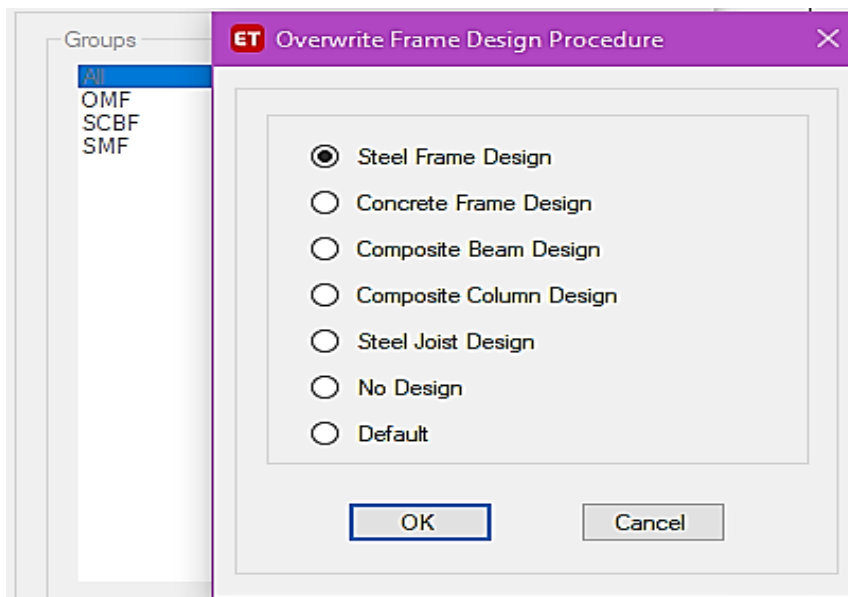 Groups
All
OMF
SCBF
SMF
ET Overwrite Frame Design Procedure
Steel Frame Design
Concrete Frame Design
Composite Beam Design
Composite Column Design
Steel Joist Design
No Design
Default
OK Cancel